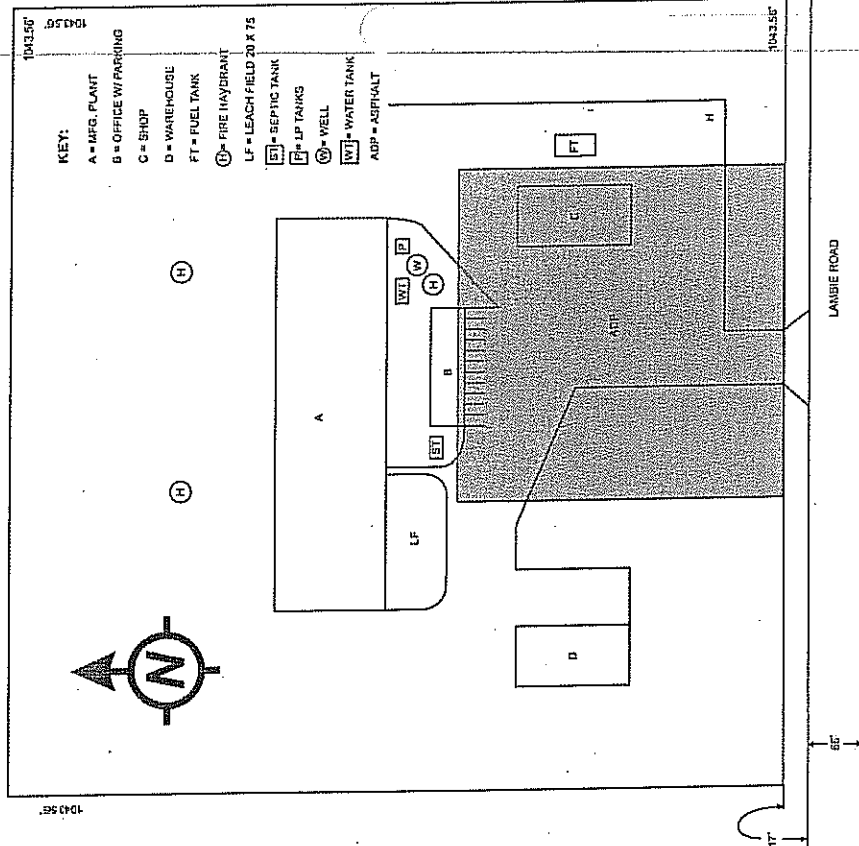 1043.56'
1043.56'
KEY:
A = MFG. PLANT
B = OFFICE W/ PARKING
C = SHOP
D = WAREHOUSE
FT = FUEL TANK
H = FIRE HAYDRANT
LF = LEACH FIELD 20 X 75
ST = SEPTIC TANK
P = LP TANKS
W = WELL
WT = WATER TANK
ADP = ASPHALT
H
H
N
A
P
WT
W
H
B
ST
LF
FT
C
ADP
D
H
1043.56'
1043.56'
LAMBIE ROAD
66'
17'